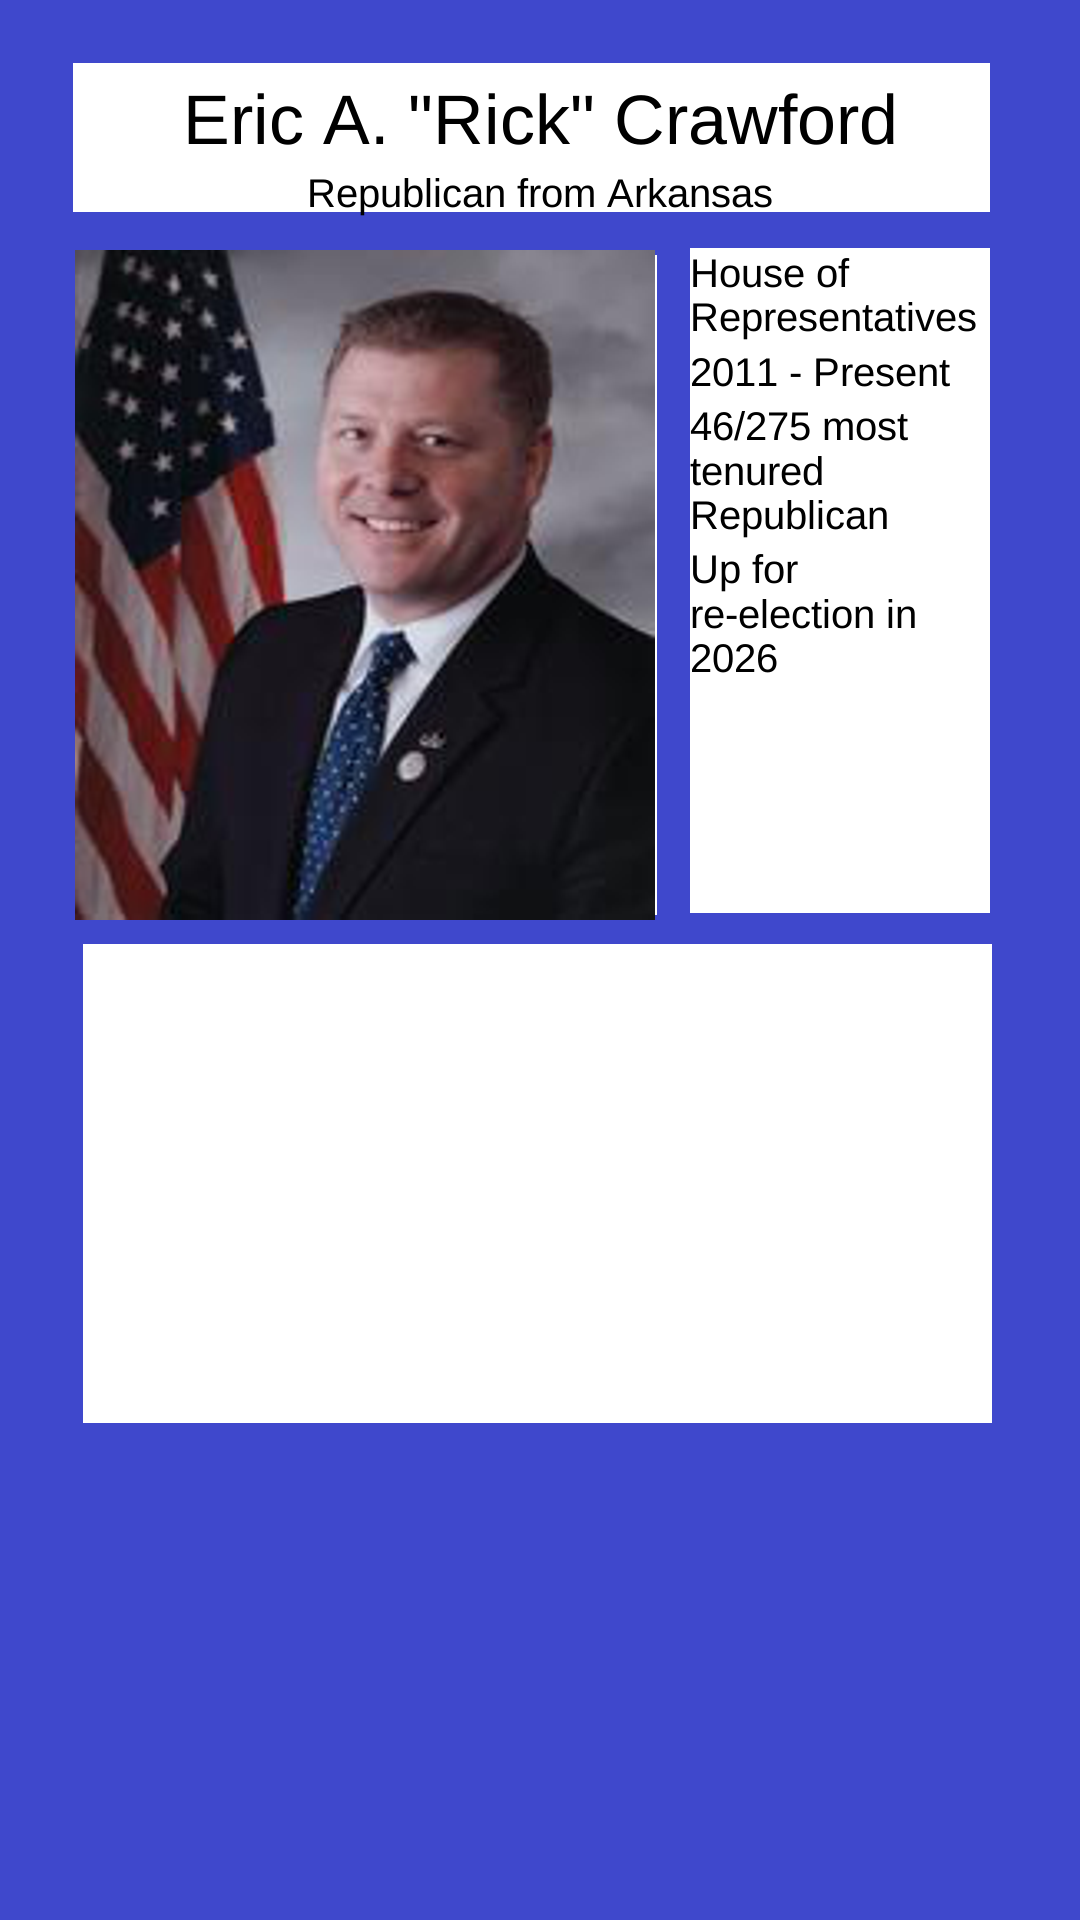 Eric A. "Rick" Crawford
Republican from Arkansas
House of
Representatives
2011 - Present
46/275 most
tenured
Republican
Up for
re-election in
2026